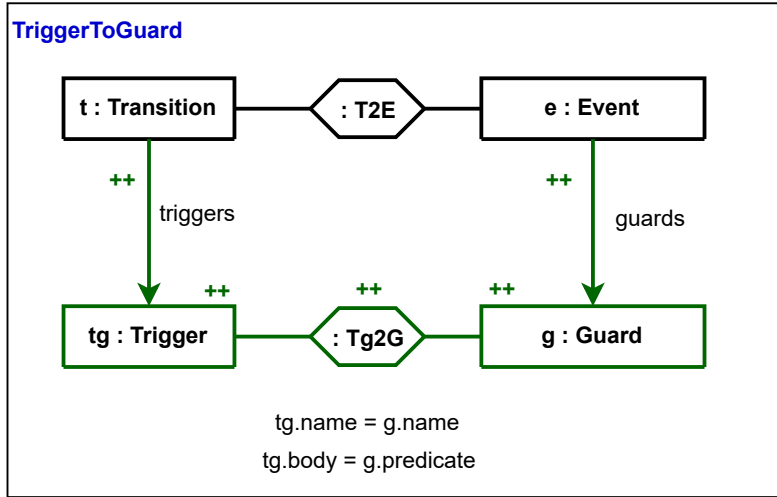 TriggerToGuard
t : Transition
: T2E
e : Event
++
++
triggers
guards
++
++
++
tg : Trigger
: Tg2G
g : Guard
tg.name = g.name
tg.body = g.predicate